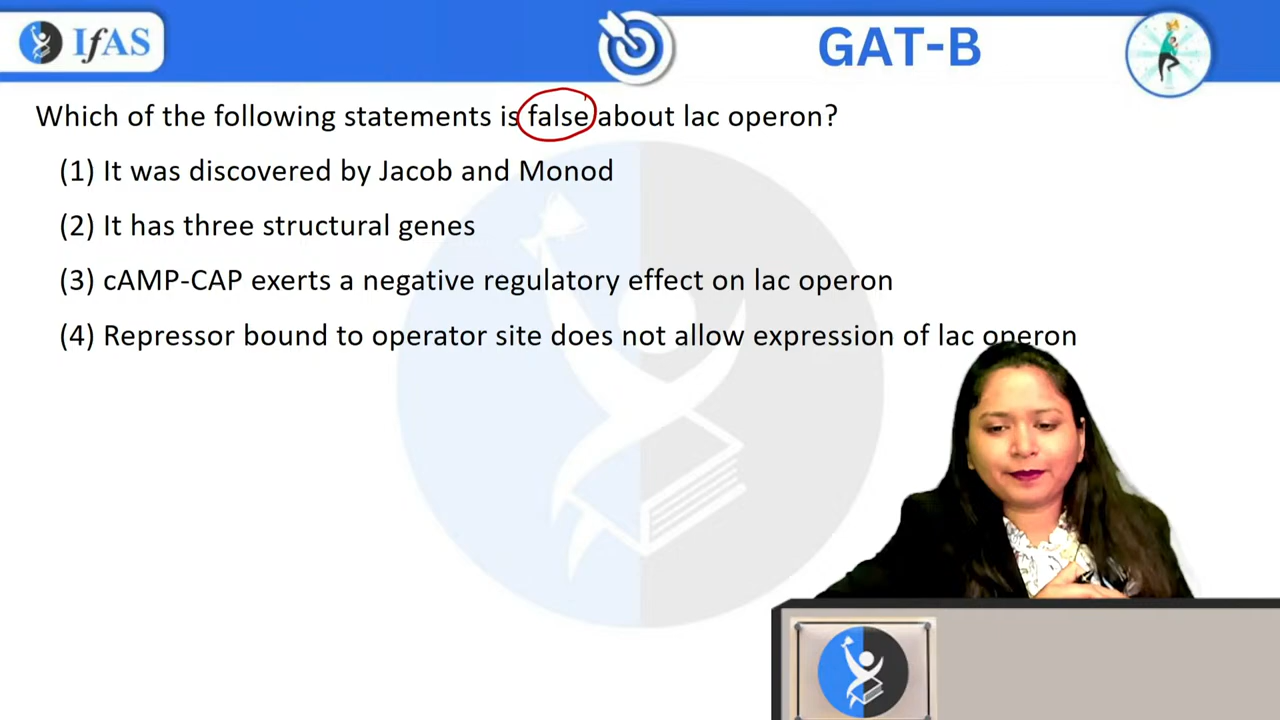 IfAS
GAT-B
Which of the following statements is false about lac operon?
(1) It was discovered by Jacob and Monod
(2) It has three structural genes
(3) cAMP-CAP exerts a negative regulatory effect on lac operon
(4) Repressor bound to operator site does not allow expression of lac operon